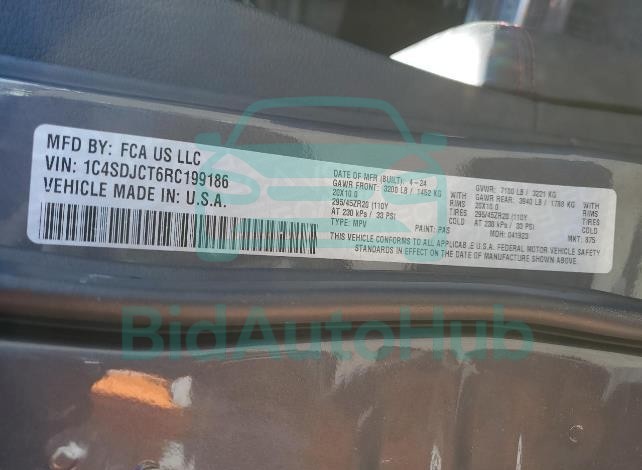 MFD BY: FCA US LLC
VIN: 1C4SDJCT6RC199186
VEHICLE MADE IN: U.S.A.
DATE OF MFR (BUILT): 4-24
GAWR FRONT: 3200 LB / 1452 KG WITH
20X10.0 RIMS
295/45ZR20 (110Y TIRES
AT 230 kPa / 33 PSI COLD
TYPE: MPV PAINT: PAS
GVWR: 7100 LB / 3221 KG
GAWR REAR: 3940 LB / 1788 KG WITH
20X10.0 RIMS
295/45ZR20 (110Y TIRES
AT 230 kPa / 33 PSI COLD
MDH: 041923 MKT: 875
THIS VEHICLE CONFORMS TO ALL APPLICAB E U.S.A. FEDERAL MOTOR VEHICLE SAFETY
STANDARDS IN EFFECT ON THE DATE OF MANUFACTURE SHOWN ABOVE.
BidAutoHub